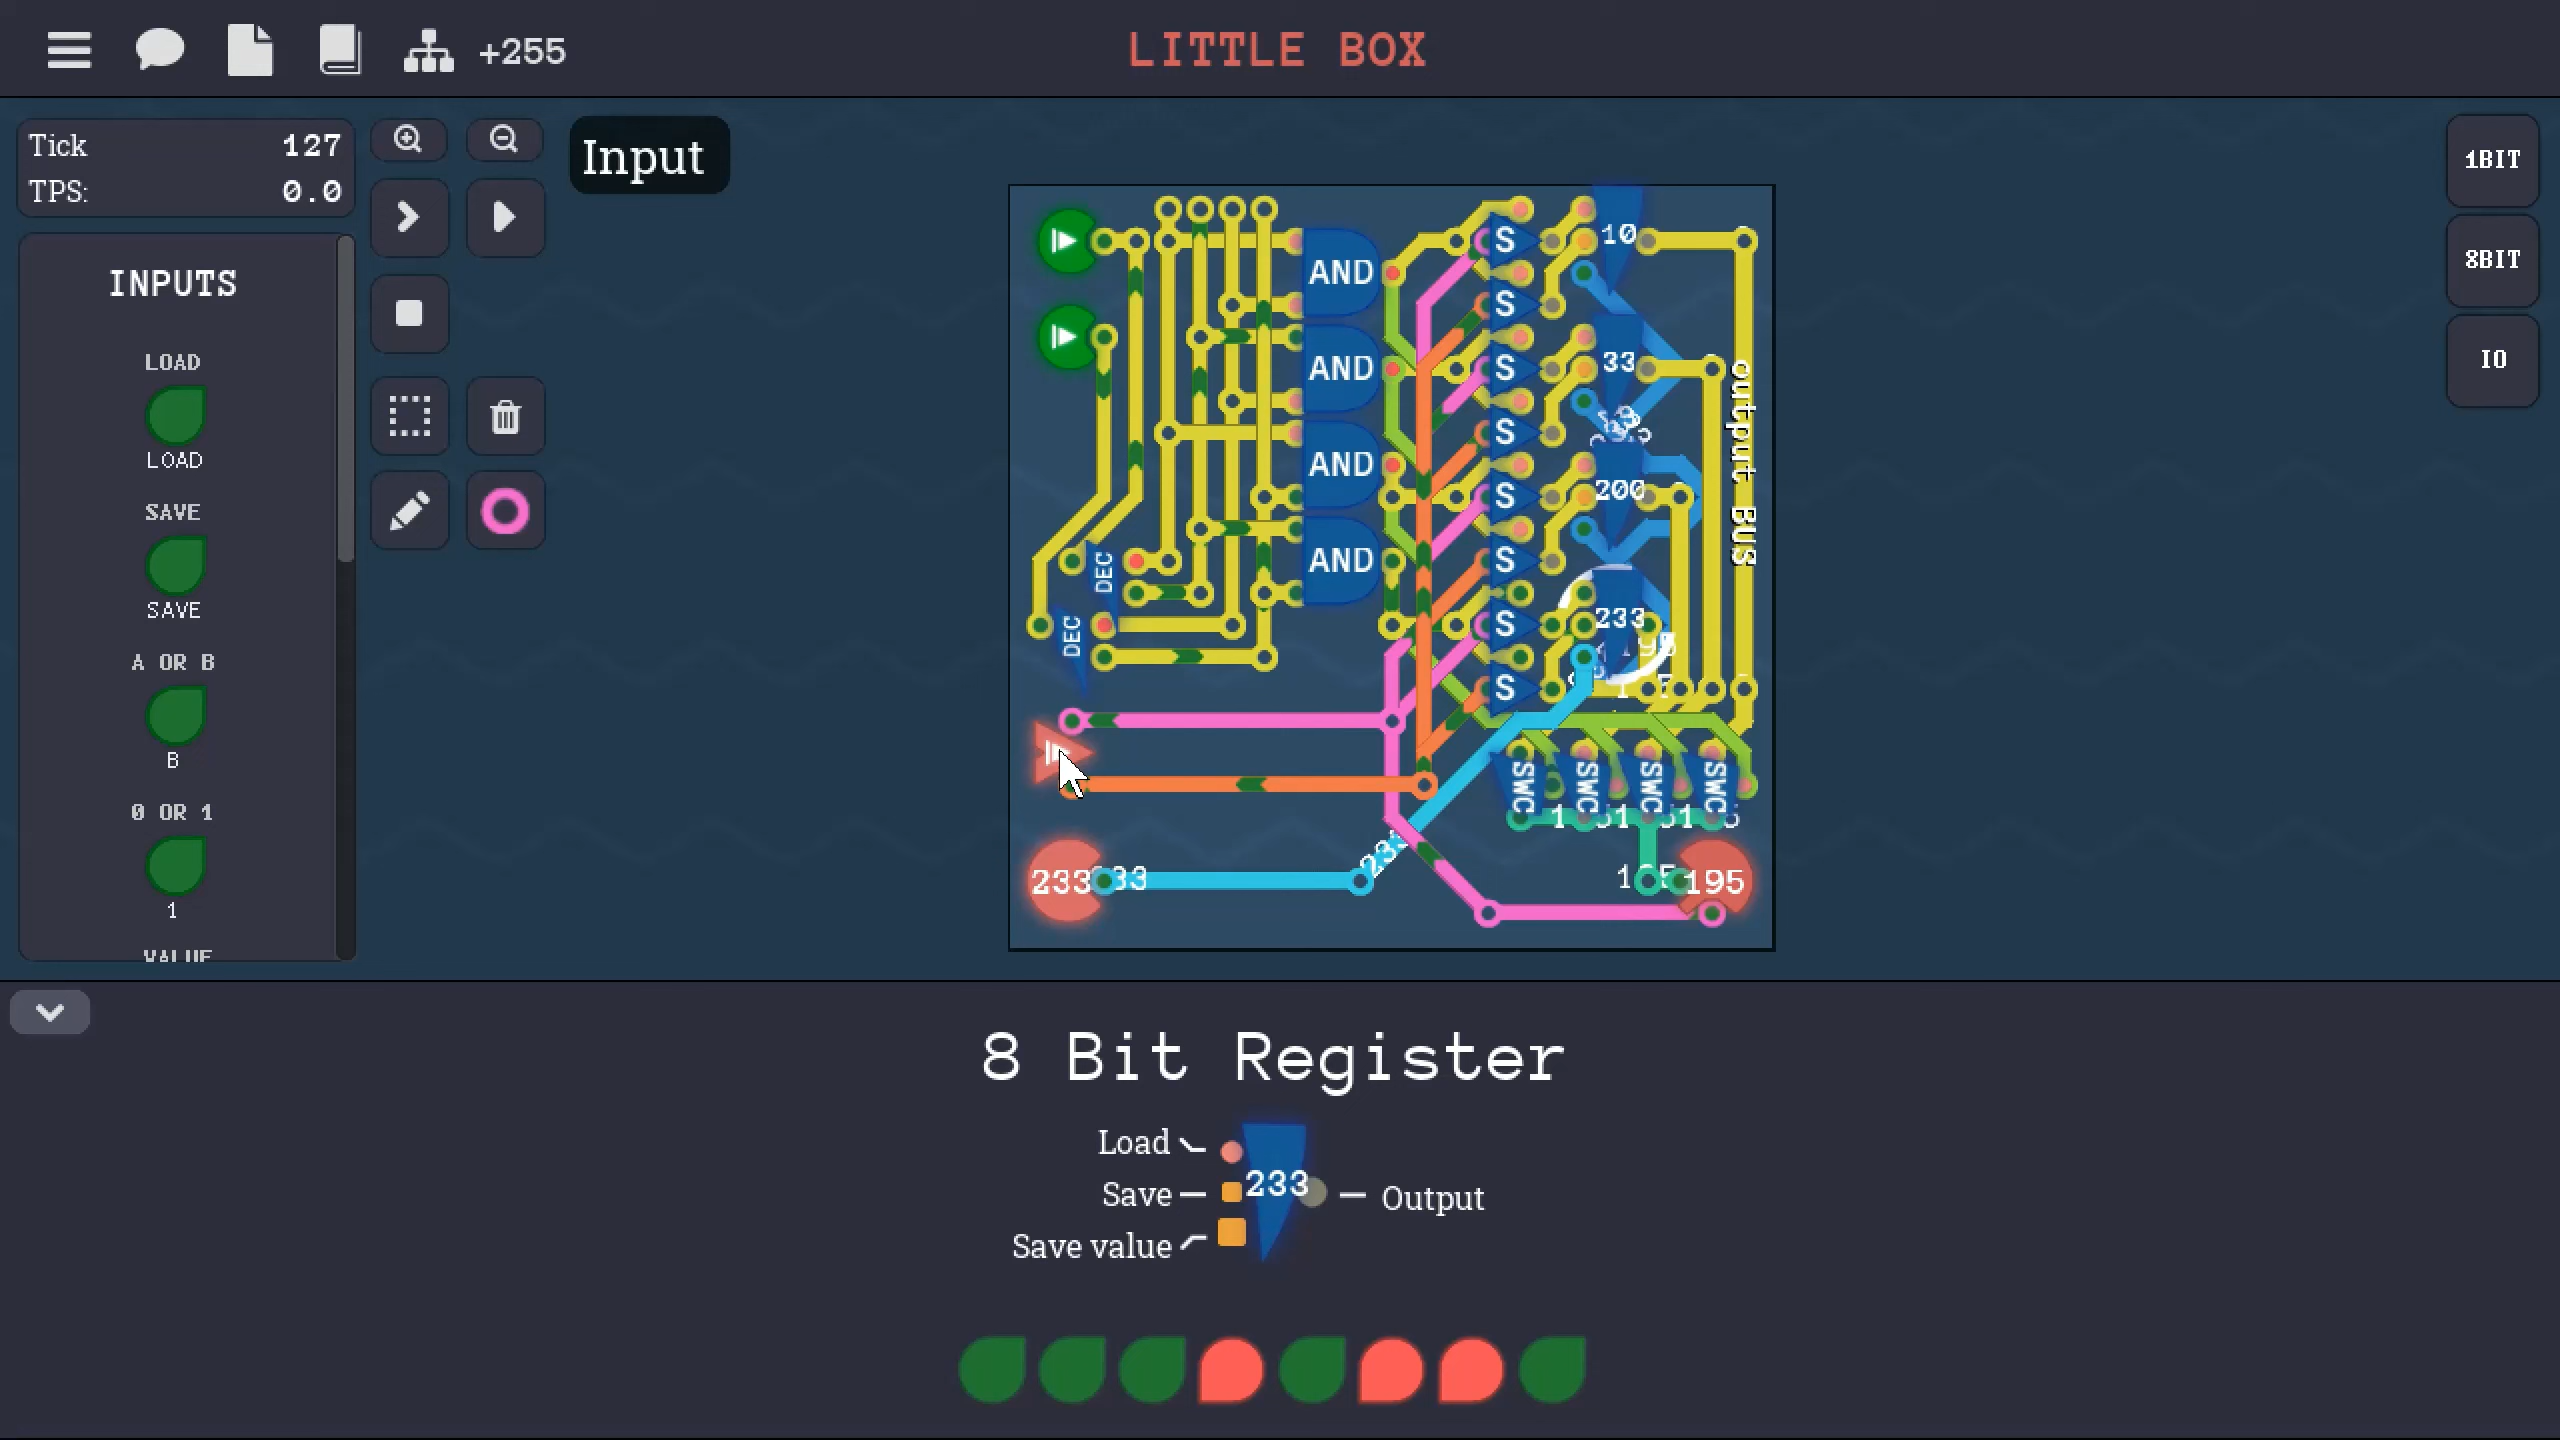 +255
LITTLE BOX
Tick 127
TPS: 0.0
Input
1BIT
8BIT
IO
INPUTS
LOAD
LOAD
SAVE
SAVE
A OR B
B
0 OR 1
1
VALUE
AND
AND
AND
AND
DEC
DEC
S
S
S
S
S
S
S
S
10
33
200
233
output BUS
SWC
SWC
SWC
SWC
233
233
195
8 Bit Register
Load
Save
Save value
233
Output